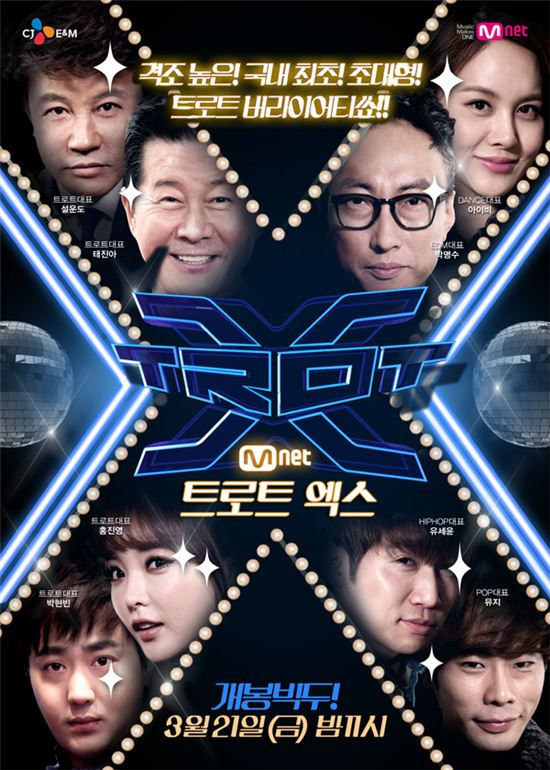 CJ E&M
Music Makes ONE Mnet
격조 높은! 국내 최초! 초대형!
트로트 버라이어티쇼!!
트로트대표
설운도
트로트대표
태진아
DANCE대표
아이비
EDM대표
박명수
TROT X
Mnet
트로트 엑스
트로트대표
홍진영
트로트대표
박현빈
HIPHOP대표
유세윤
POP대표
뮤지
개봉박두!
3월 21일 (금) 밤11시